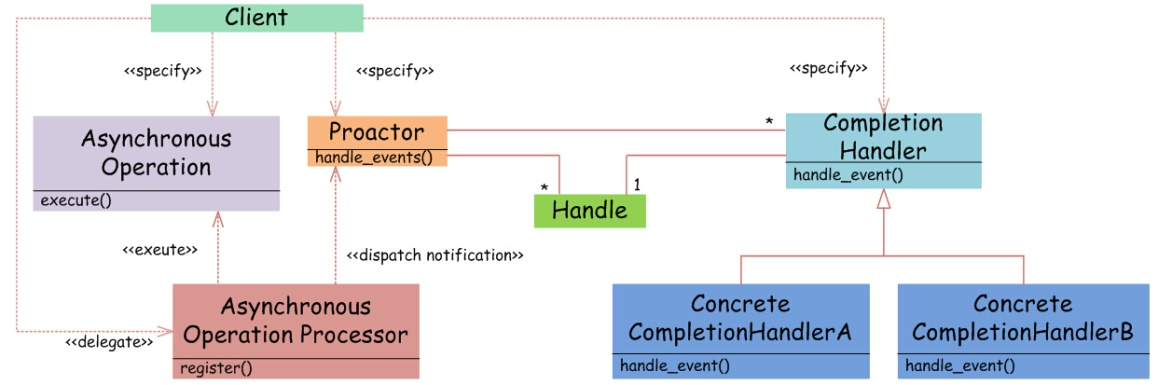 Client
<<specify>>
<<specify>>
<<specify>>
Asynchronous
Operation
execute()
Proactor
handle_events()
*
Completion
Handler
handle_event()
*
1
Handle
<<exeute>>
<<dispatch notification>>
Asynchronous
Operation Processor
register()
<<delegate>>
Concrete
CompletionHandlerA
handle_event()
Concrete
CompletionHandlerB
handle_event()